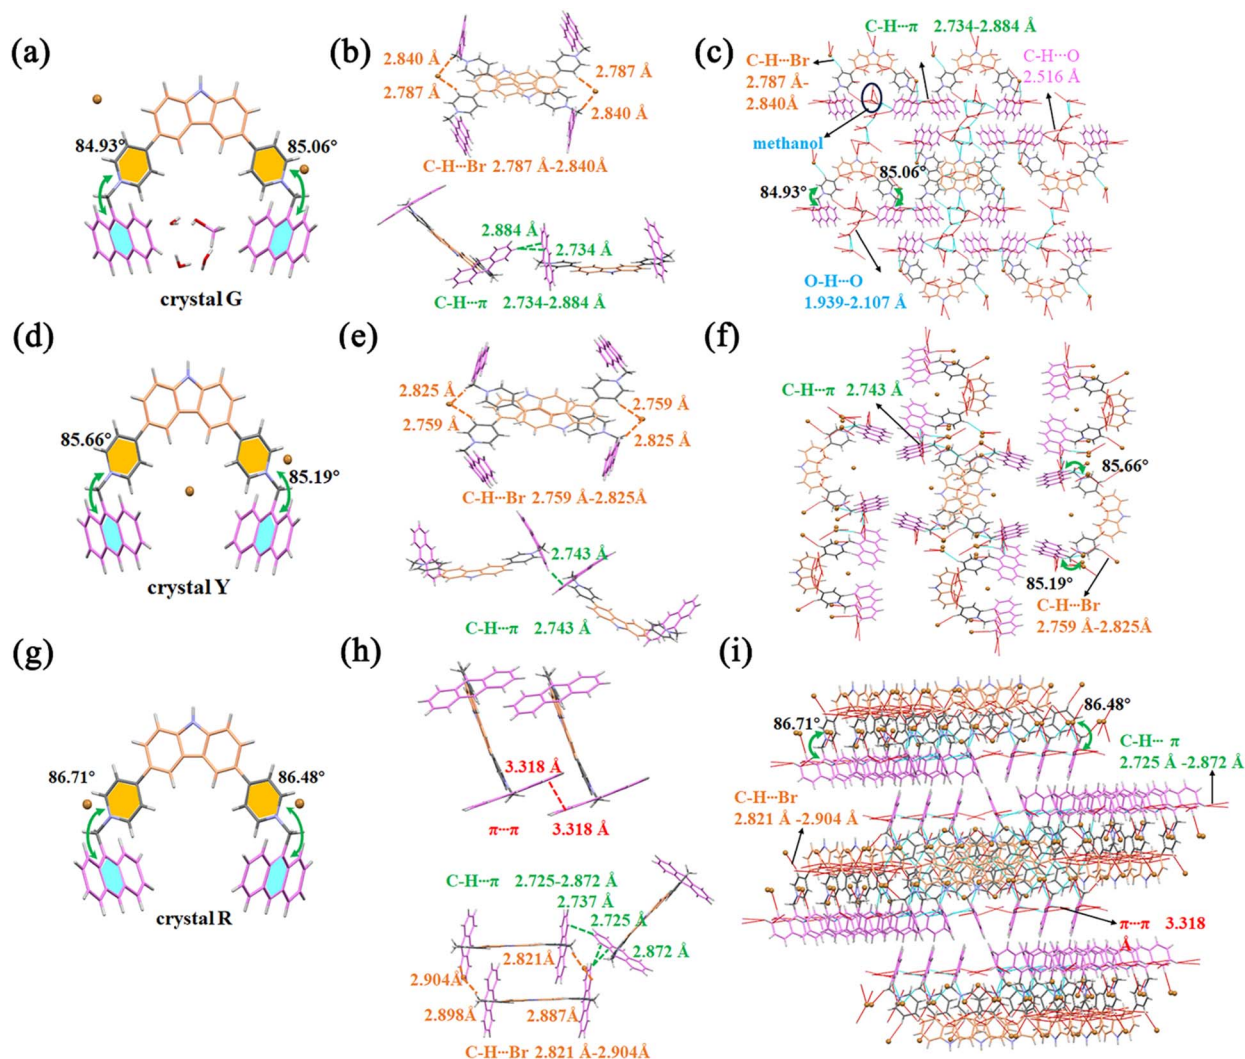 (a)
84.93°
85.06°
crystal G
(b)
2.840 Å
2.787 Å
2.787 Å
2.840 Å
C-H···Br 2.787 Å-2.840Å
2.884 Å
2.734 Å
C-H···π 2.734-2.884 Å
(c)
C-H···π 2.734-2.884 Å
C-H···Br
2.787 Å-
2.840Å
C-H···O
2.516 Å
methanol
85.06°
84.93°
O-H···O
1.939-2.107 Å
(d)
85.66°
85.19°
crystal Y
(e)
2.825 Å
2.759 Å
2.759 Å
2.825 Å
C-H···Br 2.759 Å-2.825Å
2.743 Å
C-H···π 2.743 Å
(f)
C-H···π 2.743 Å
85.66°
85.19°
C-H···Br
2.759 Å-2.825Å
(g)
86.71°
86.48°
crystal R
(h)
3.318 Å
π···π 3.318 Å
C-H···π 2.725-2.872 Å
2.737 Å
2.725 Å
2.821Å
2.872 Å
2.904Å
2.898Å
2.887Å
C-H···Br 2.821 Å-2.904Å
(i)
86.71°
86.48°
C-H··· π
2.725 Å -2.872 Å
C-H···Br
2.821 Å -2.904 Å
π···π 3.318
Å